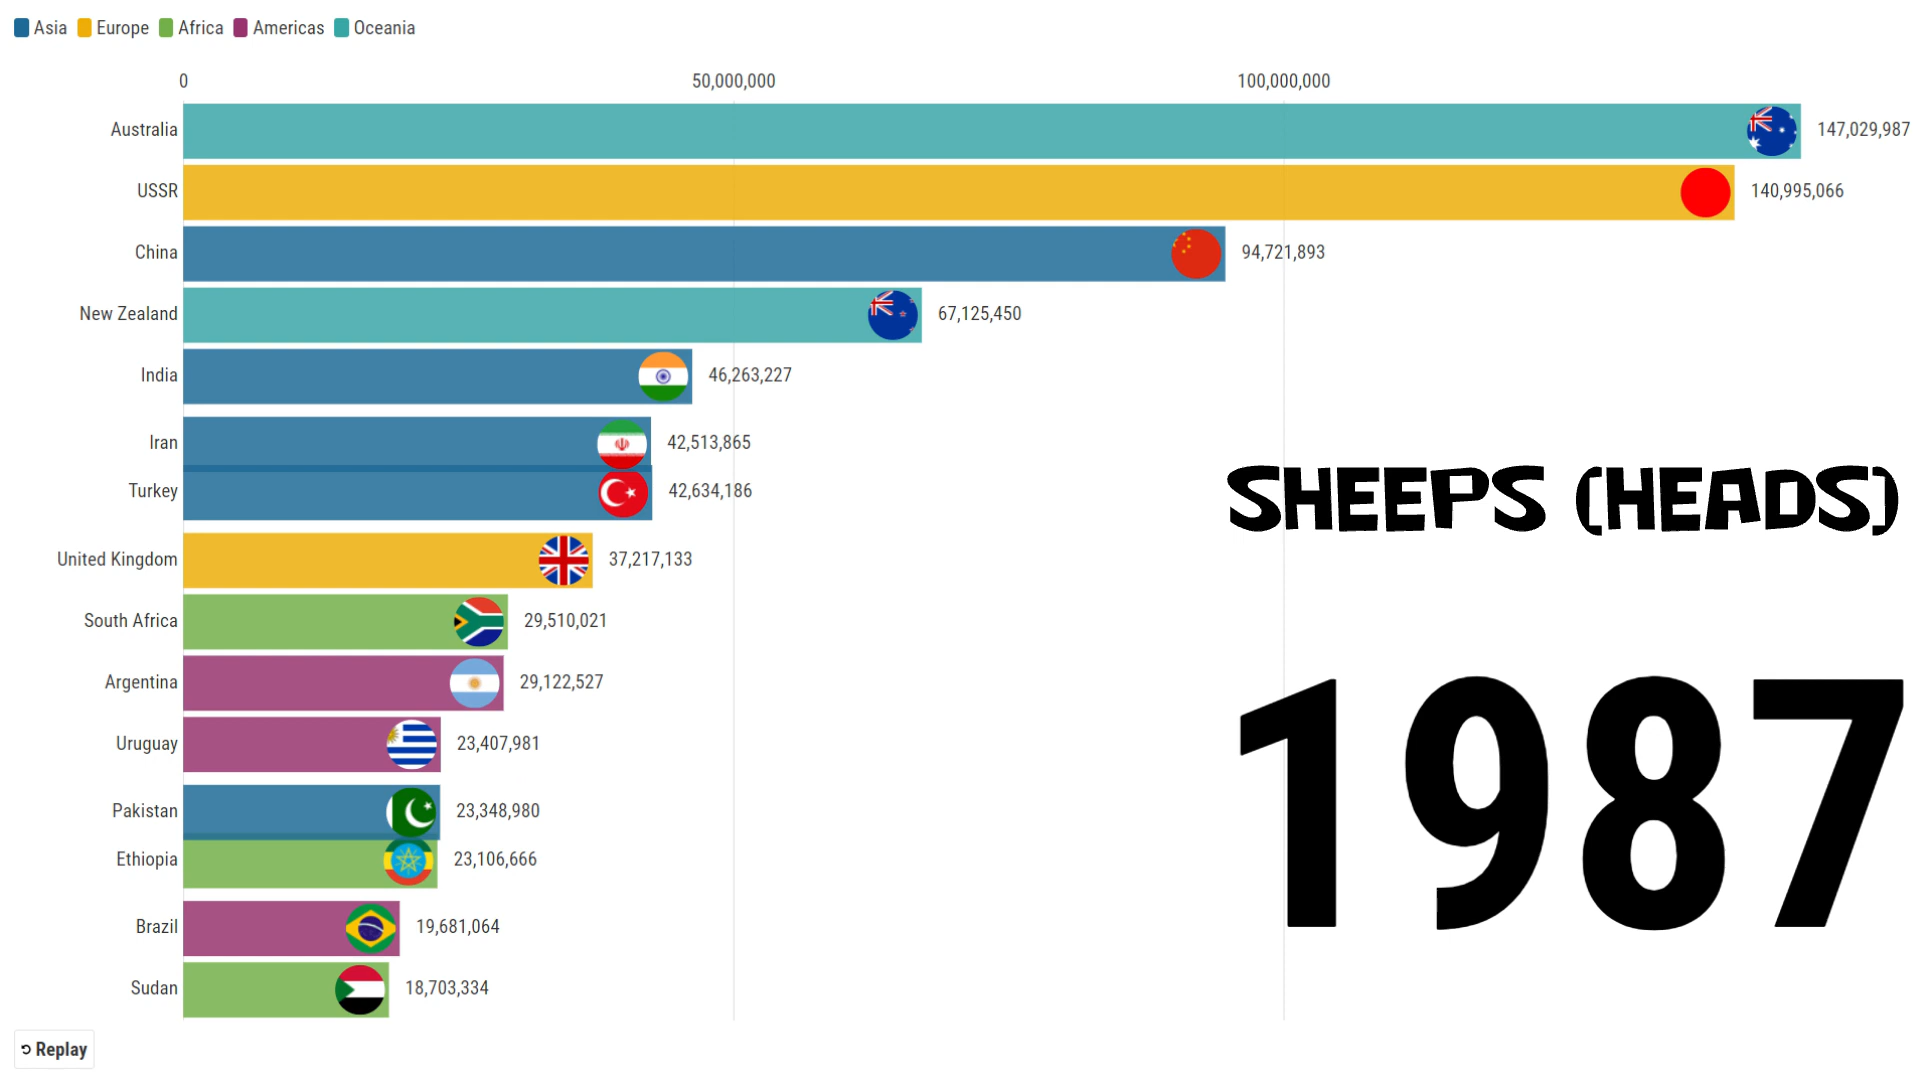 Asia Europe Africa Americas Oceania
0 50,000,000 100,000,000
Australia 147,029,987
USSR 140,995,066
China 94,721,893
New Zealand 67,125,450
India 46,263,227
Iran 42,513,865
Turkey 42,634,186
SHEEPS (HEADS)
United Kingdom 37,217,133
South Africa 29,510,021
Argentina 29,122,527
Uruguay 23,407,981
1987
Pakistan 23,348,980
Ethiopia 23,106,666
Brazil 19,681,064
Sudan 18,703,334
Replay